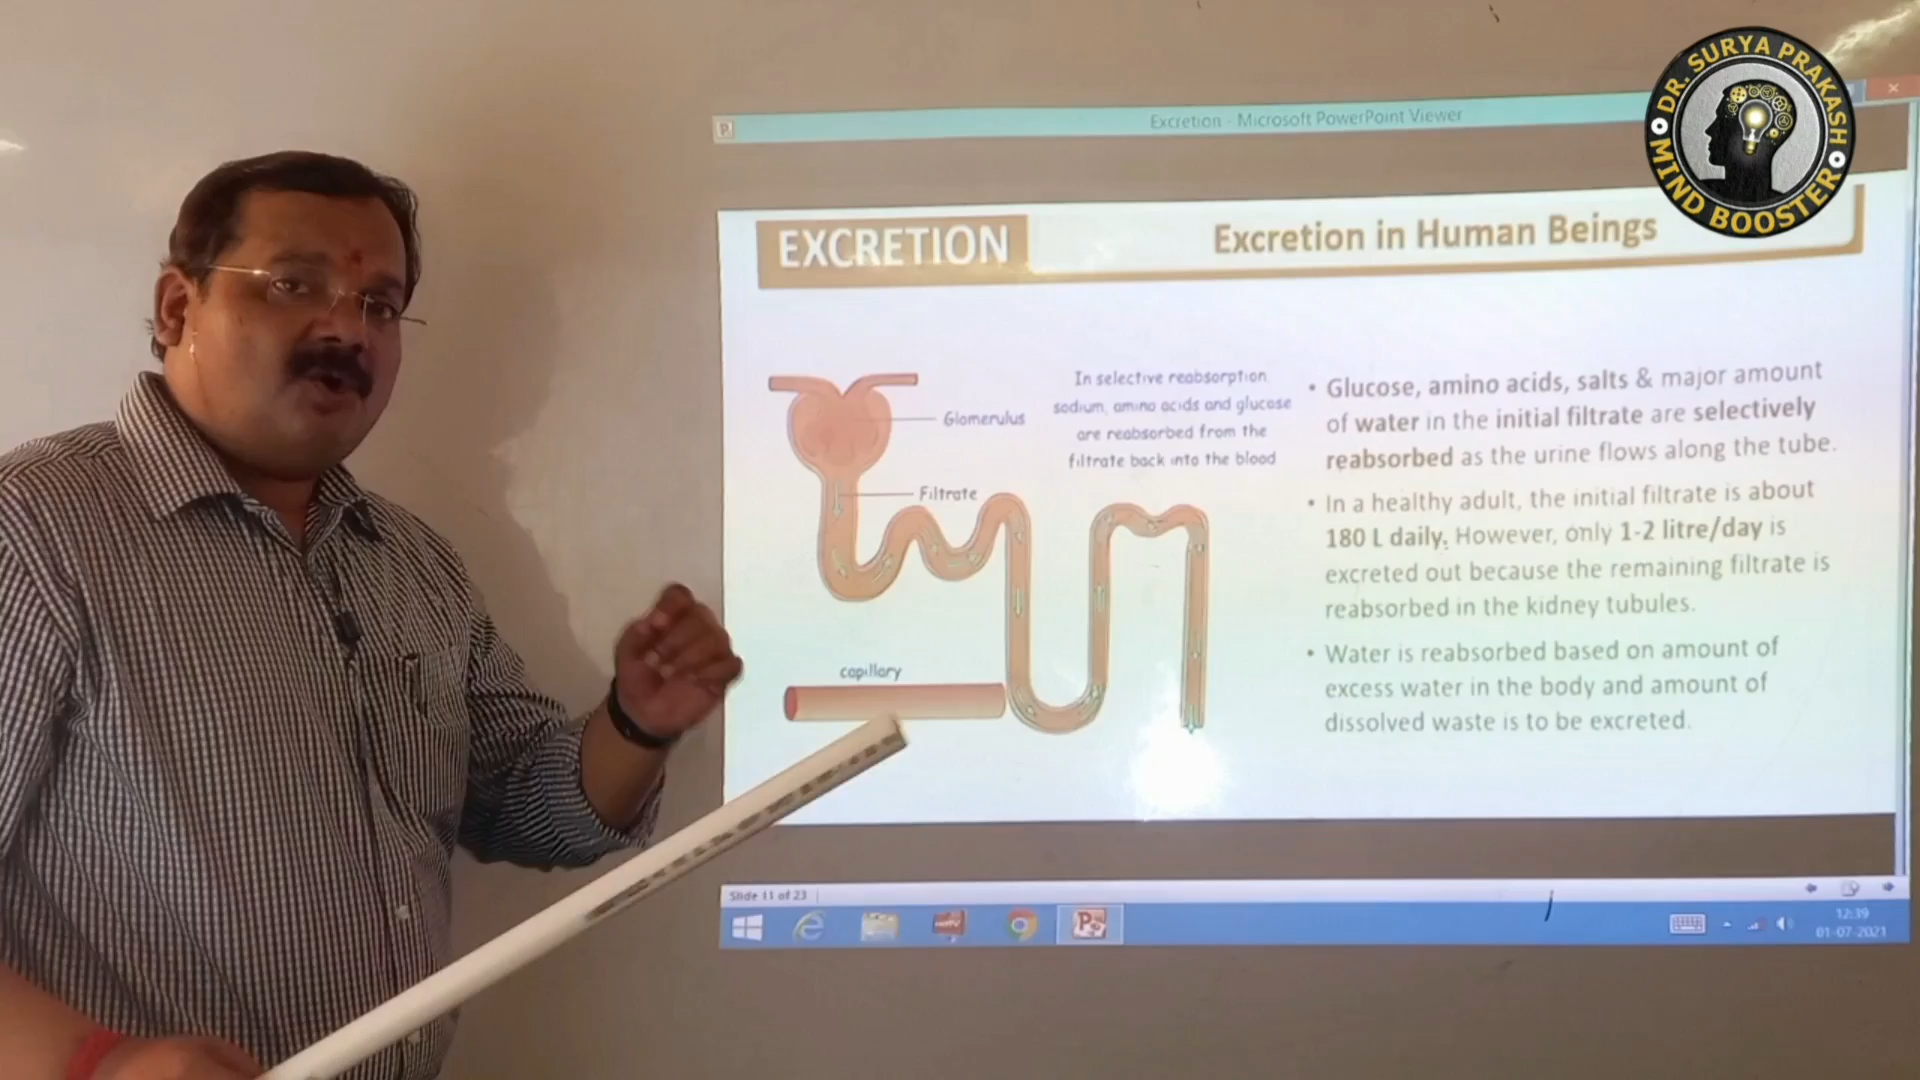 DR. SURYA PRAKASH
MIND BOOSTER
Excretion - Microsoft PowerPoint Viewer
EXCRETION
Excretion in Human Beings
Glomerulus
Filtrate
capillary
In selective reabsorption
sodium, amino acids and glucose
are reabsorbed from the
filtrate back into the blood
• Glucose, amino acids, salts & major amount
of water in the initial filtrate are selectively
reabsorbed as the urine flows along the tube.
• In a healthy adult, the initial filtrate is about
180 L daily. However, only 1-2 litre/day is
excreted out because the remaining filtrate is
reabsorbed in the kidney tubules.
• Water is reabsorbed based on amount of
excess water in the body and amount of
dissolved waste is to be excreted.
Slide 11 of 23
12:39
01-07-2021